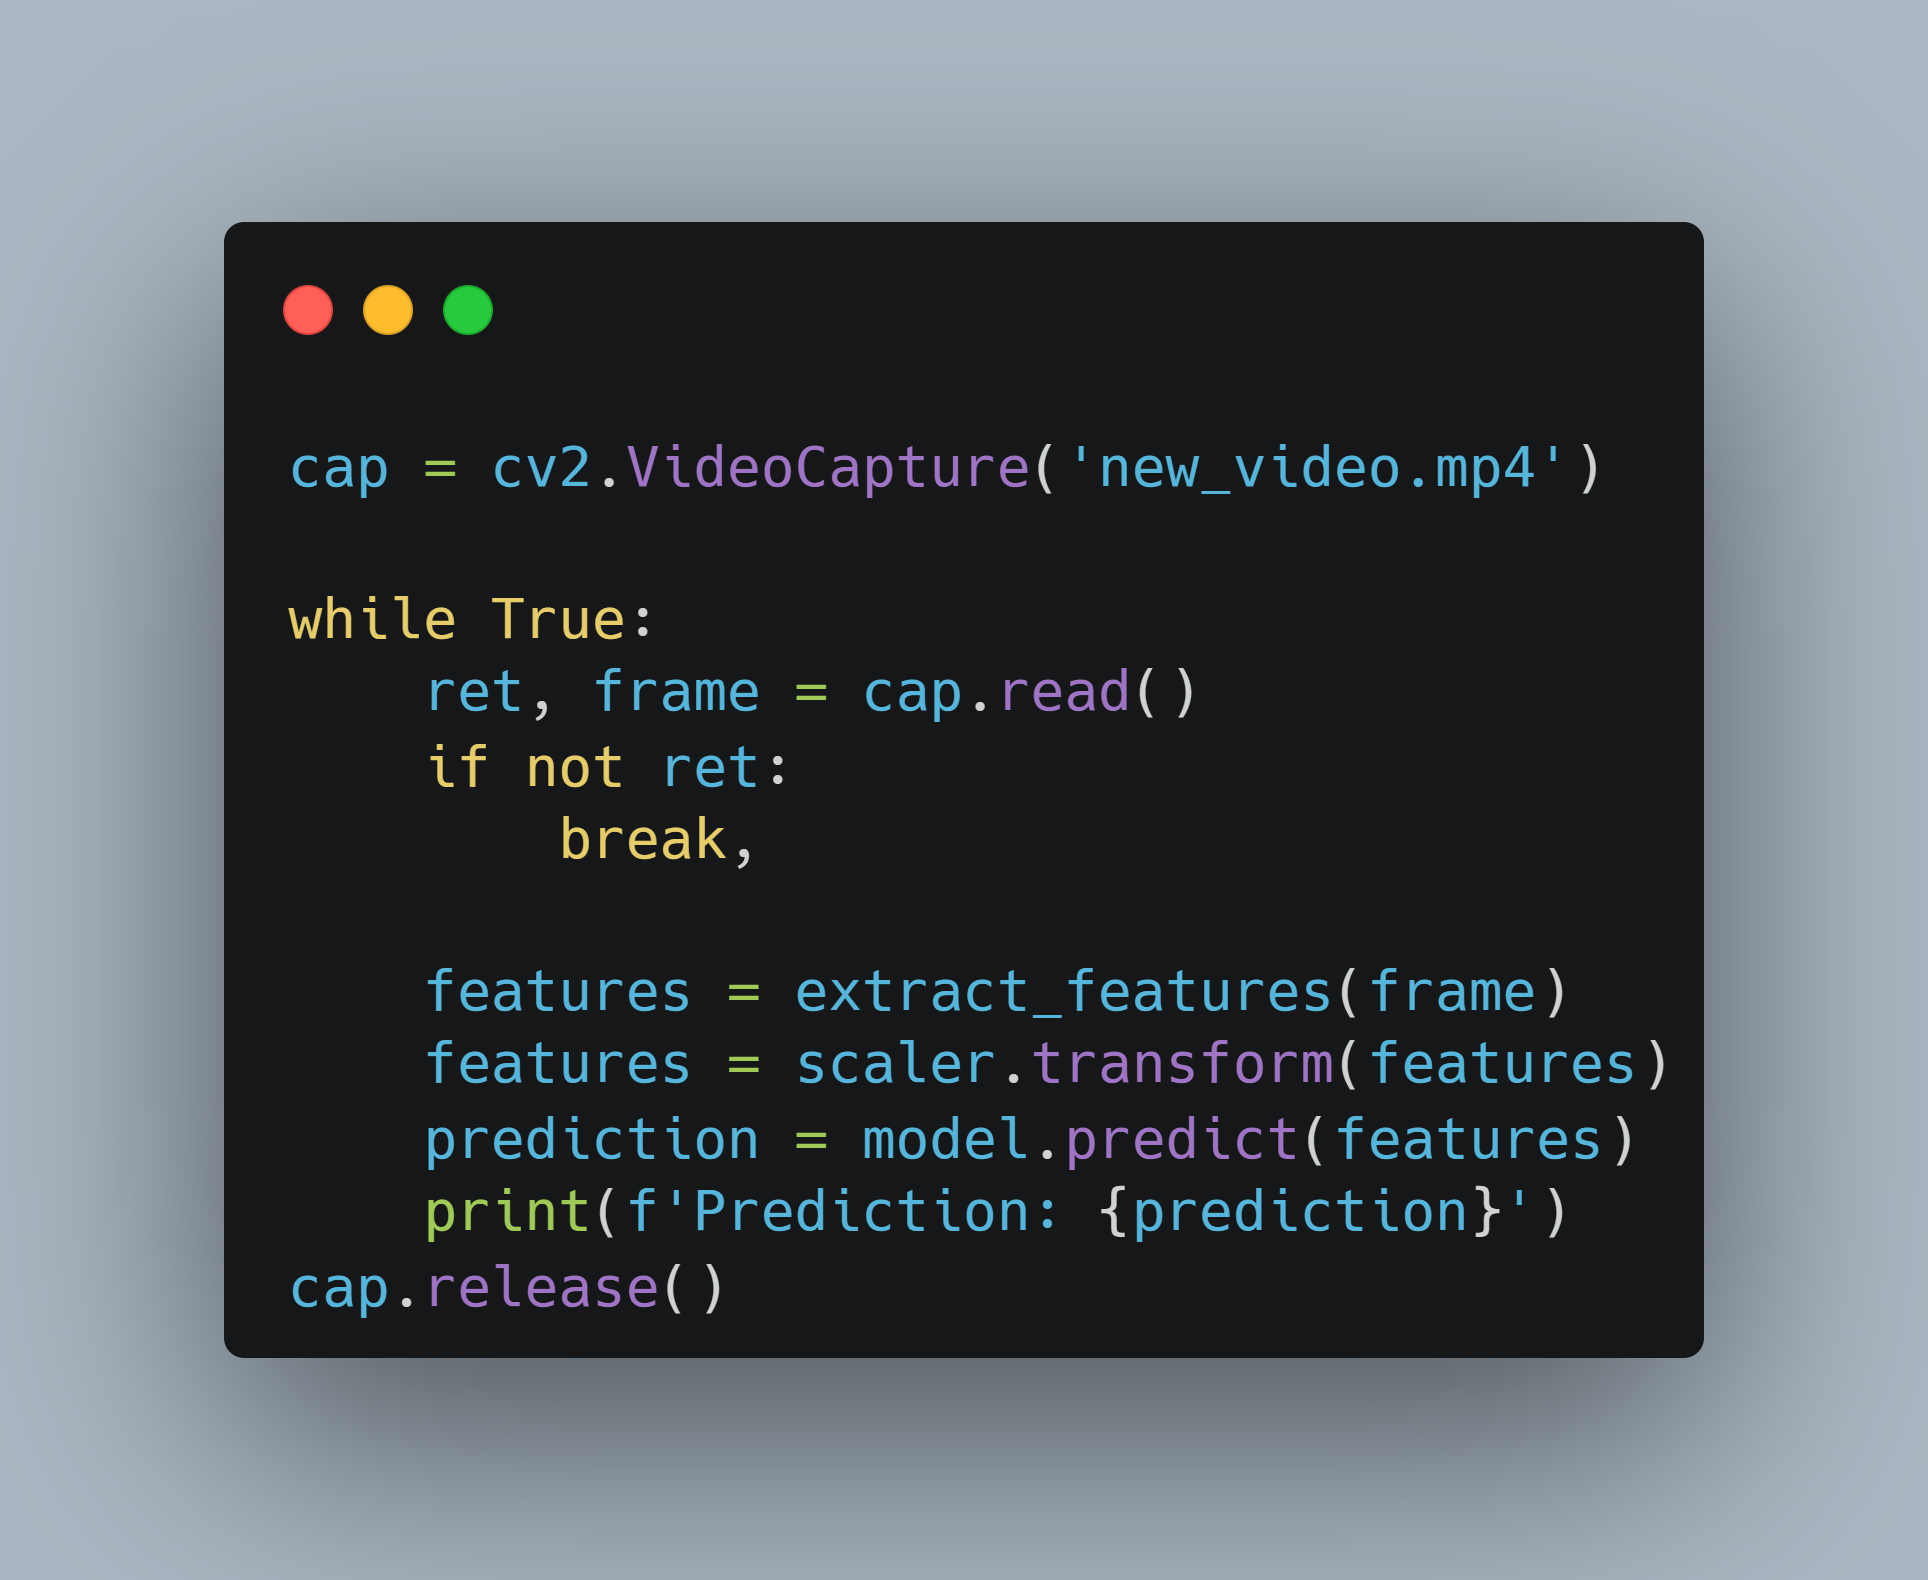 cap = cv2.VideoCapture('new_video.mp4')
while True:
    ret, frame = cap.read()
    if not ret:
        break,
    features = extract_features(frame)
    features = scaler.transform(features)
    prediction = model.predict(features)
    print(f'Prediction: {prediction}')
cap.release()